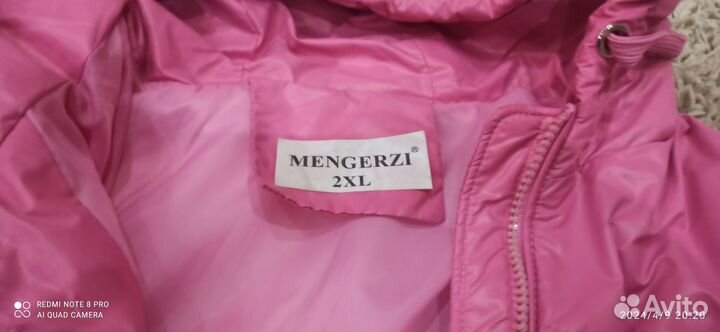 MENGERZI®
2XL
REDMI NOTE 8 PRO
AI QUAD CAMERA
Avito
2024/4/9 20:20